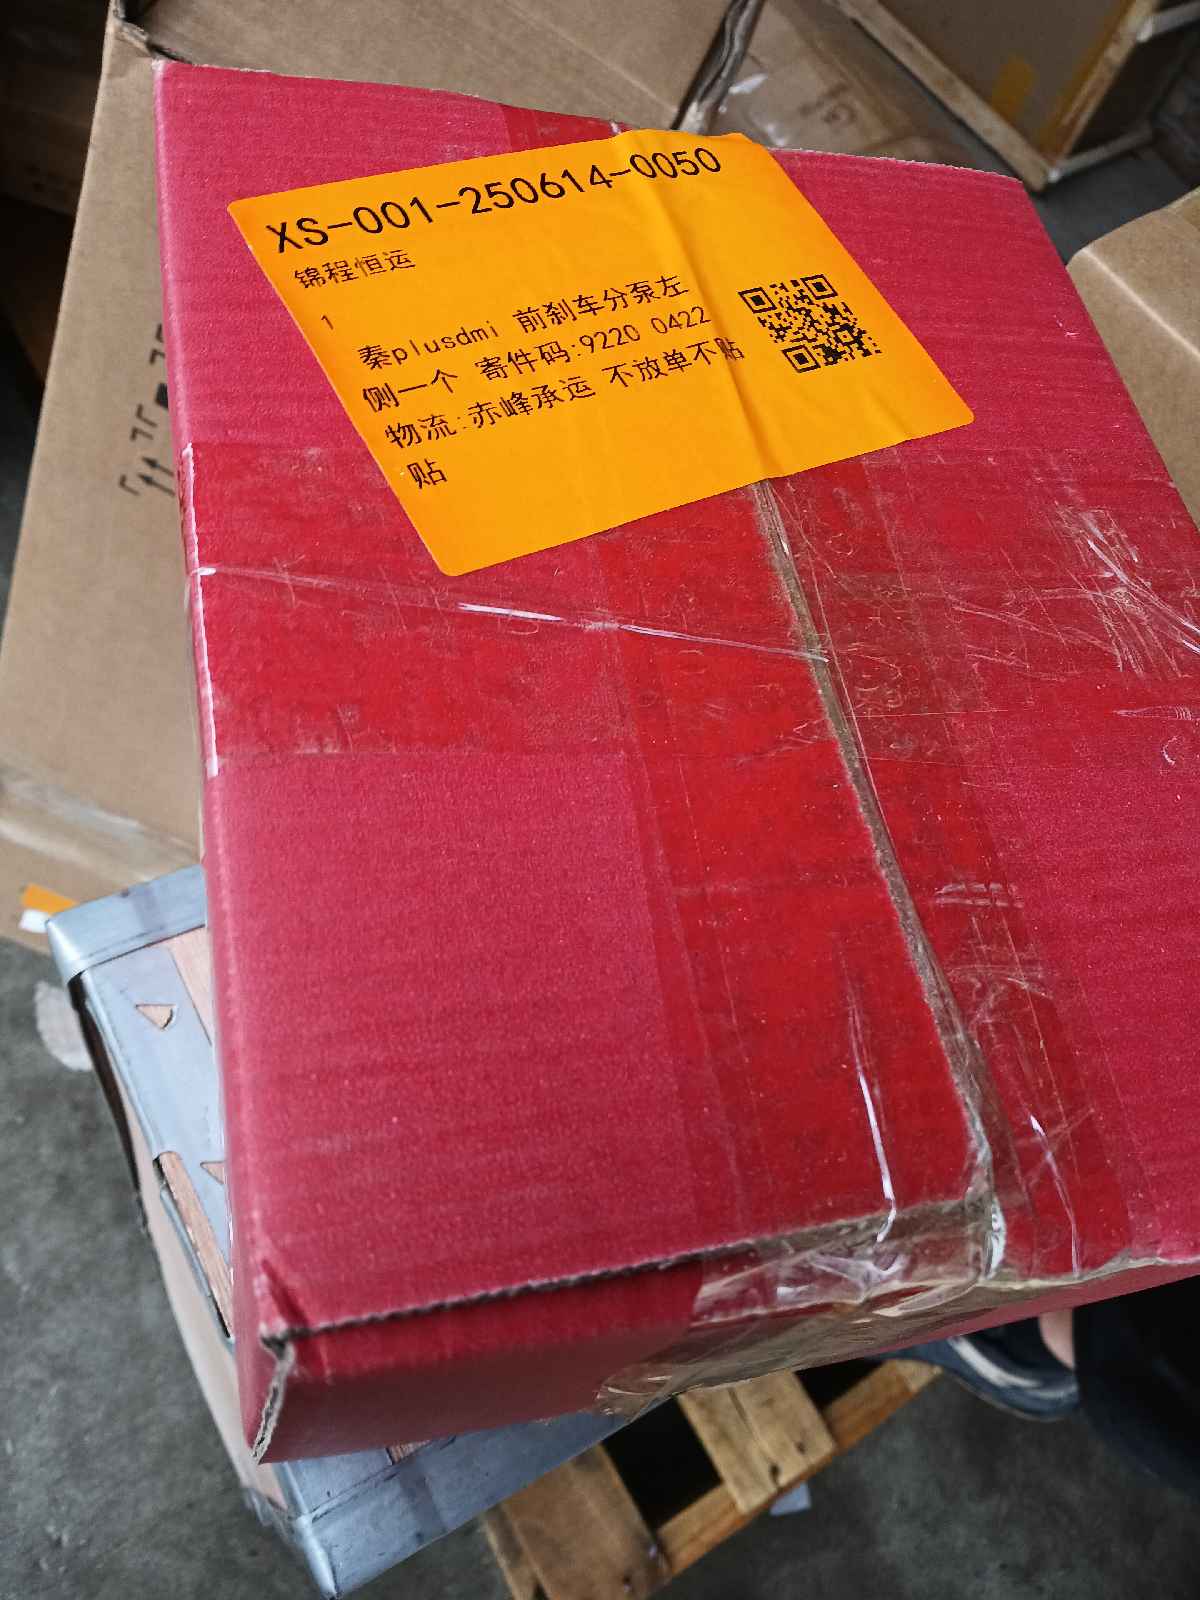 XS-001-250614-0050
锦程恒运
1
秦plusdmi 前刹车分泵左
侧一个 寄件码:9220 0422
物流:赤峰承运 不放单不贴
贴